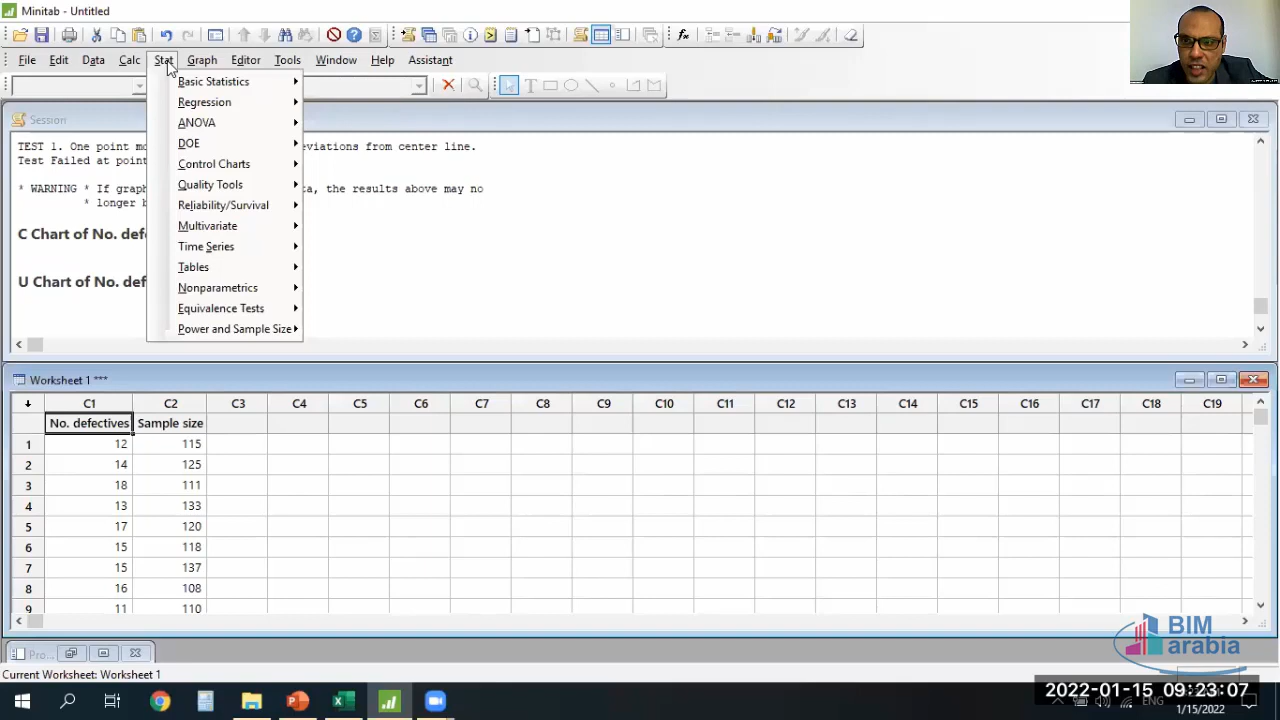 Minitab - Untitled
File Edit Data Calc Stat Graph Editor Tools Window Help Assistant
Basic Statistics
Regression
ANOVA
DOE
Control Charts
Quality Tools
Reliability/Survival
Multivariate
Time Series
Tables
Nonparametrics
Equivalence Tests
Power and Sample Size
Session
TEST 1. One point mo eviations from center line.
Test Failed at poin
* WARNING * If graph ta, the results above may no
* longer b
C Chart of No. def
U Chart of No. def
Worksheet 1 ***
C1 C2 C3 C4 C5 C6 C7 C8 C9 C10 C11 C12 C13 C14 C15 C16 C17 C18 C19
No. defectives Sample size
1 12 115
2 14 125
3 18 111
4 13 133
5 17 120
6 15 118
7 15 137
8 16 108
9 11 110
Pro...
Current Worksheet: Worksheet 1
BIM
arabia
2022-01-15 09:23:07
ENG
1/15/2022